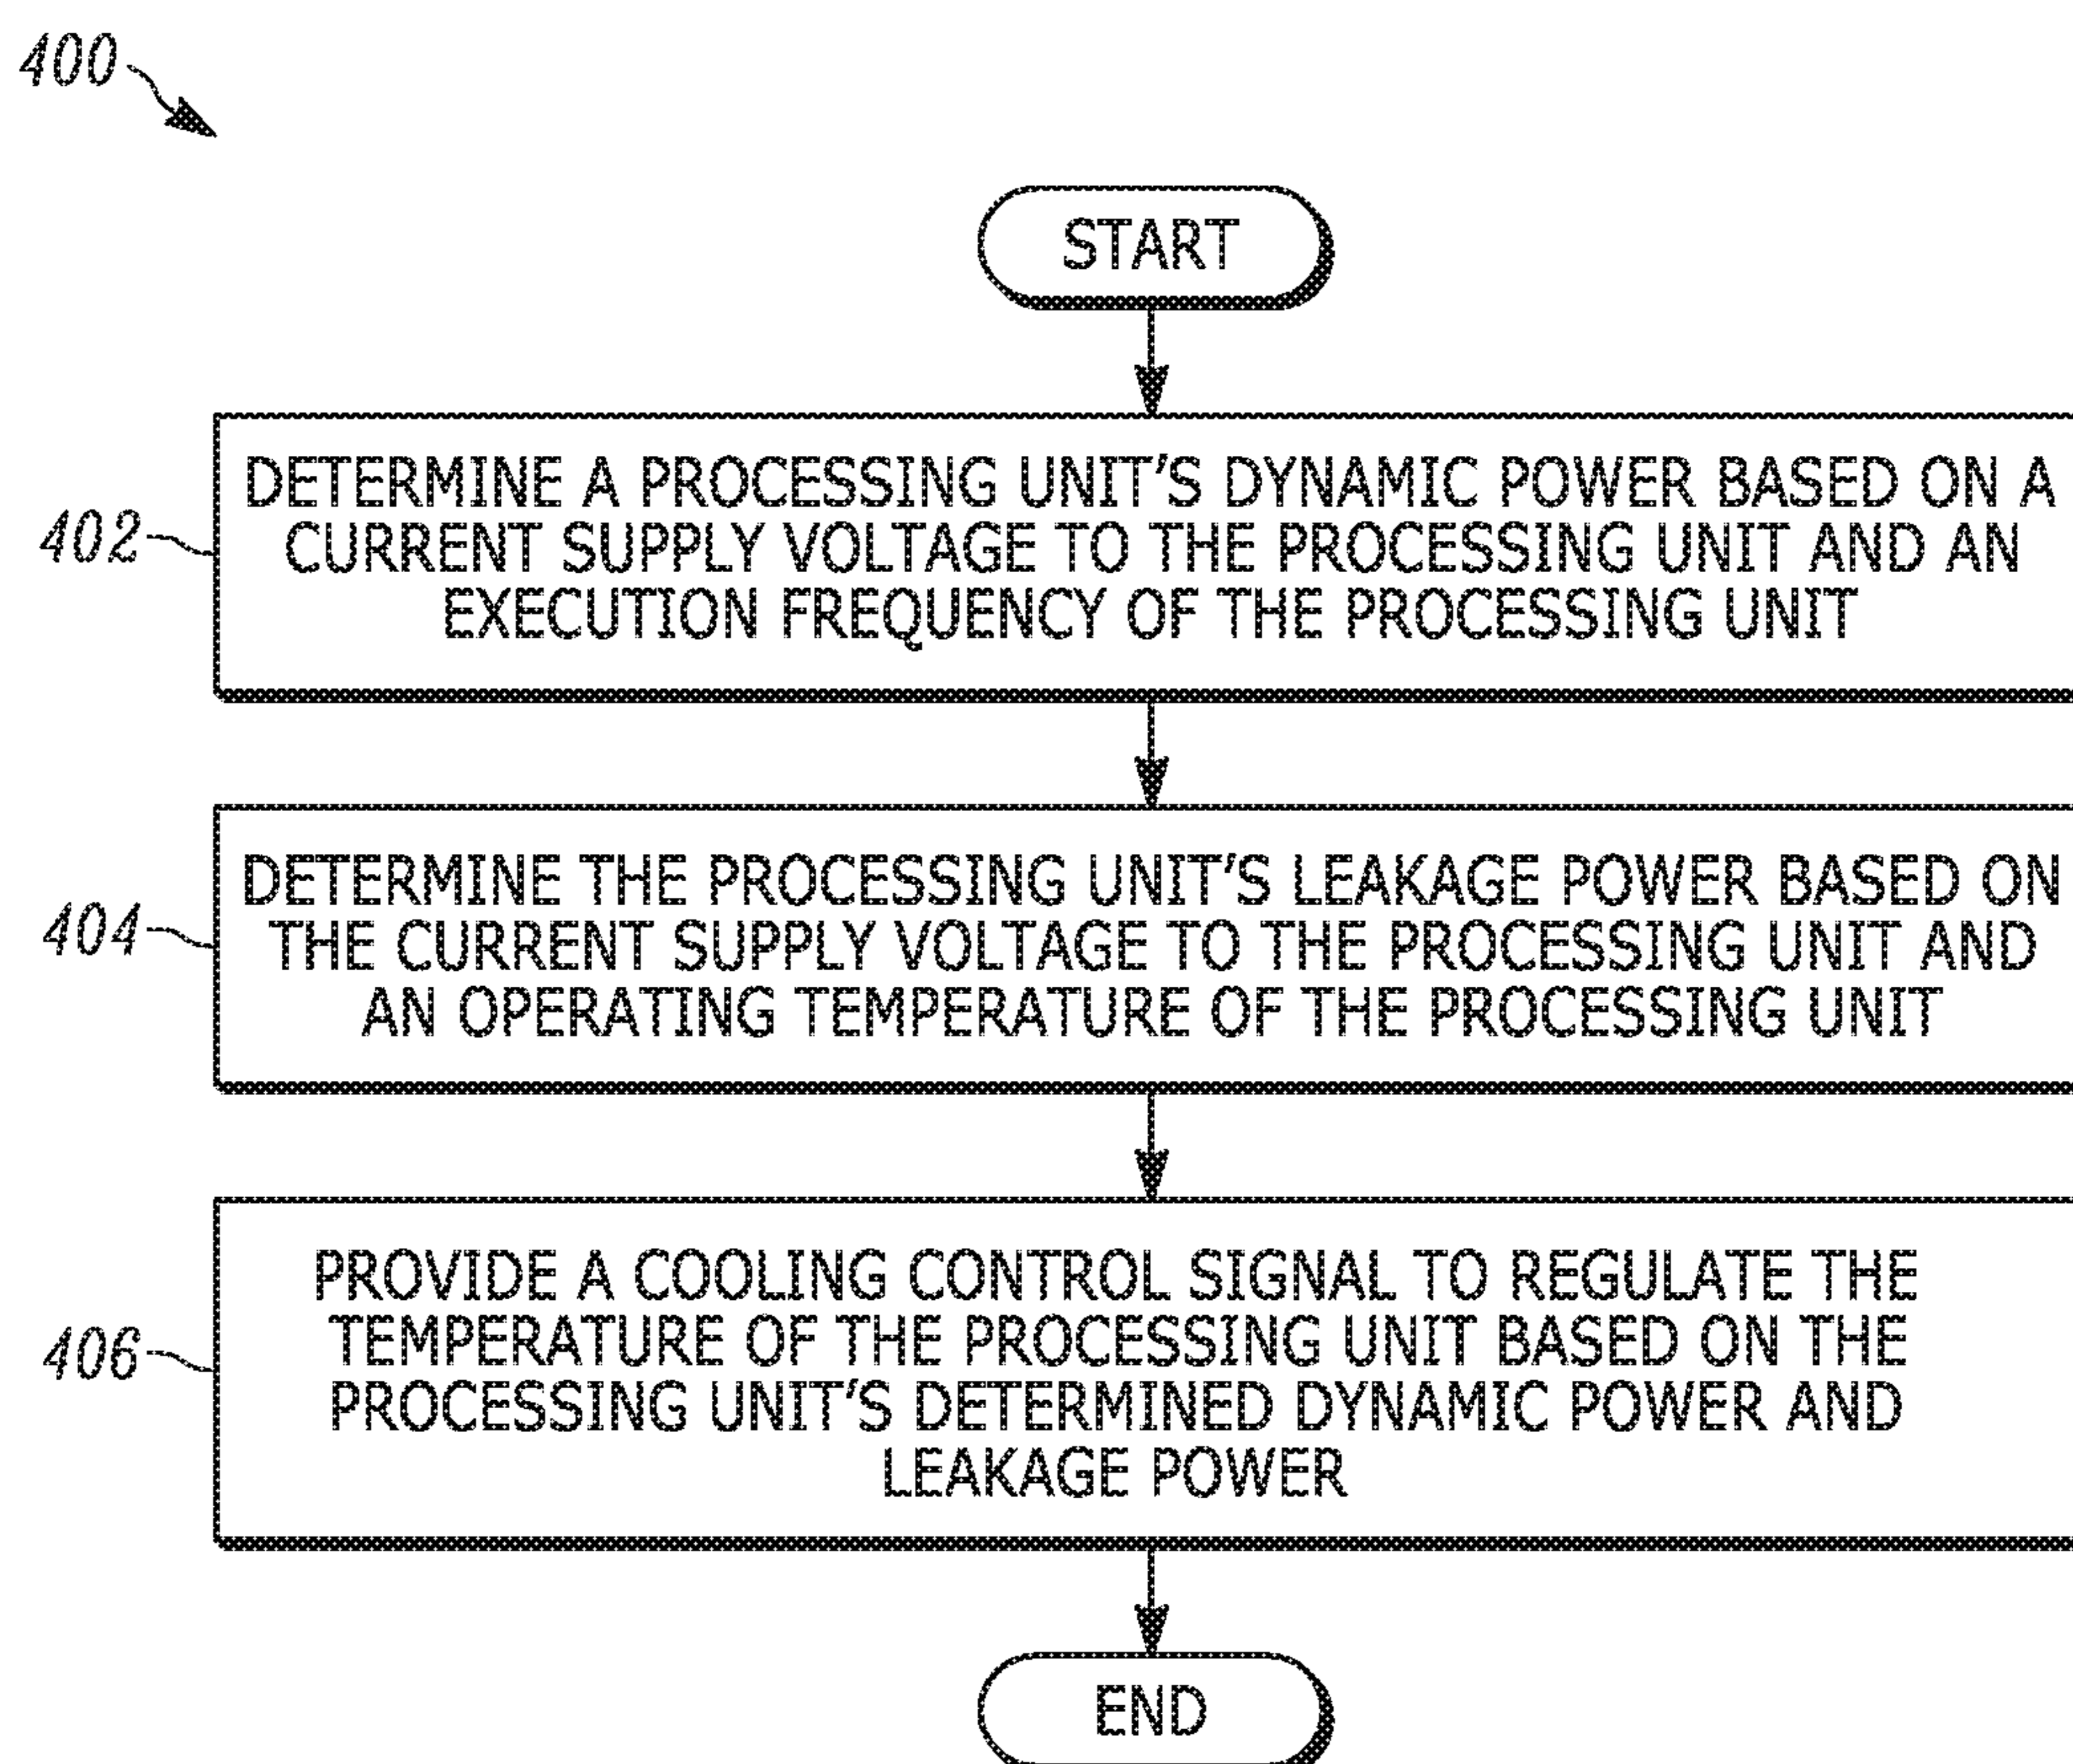 400
START
402
DETERMINE A PROCESSING UNIT'S DYNAMIC POWER BASED ON A
CURRENT SUPPLY VOLTAGE TO THE PROCESSING UNIT AND AN
EXECUTION FREQUENCY OF THE PROCESSING UNIT
404
DETERMINE THE PROCESSING UNIT'S LEAKAGE POWER BASED ON
THE CURRENT SUPPLY VOLTAGE TO THE PROCESSING UNIT AND
AN OPERATING TEMPERATURE OF THE PROCESSING UNIT
406
PROVIDE A COOLING CONTROL SIGNAL TO REGULATE THE
TEMPERATURE OF THE PROCESSING UNIT BASED ON THE
PROCESSING UNIT'S DETERMINED DYNAMIC POWER AND
LEAKAGE POWER
END